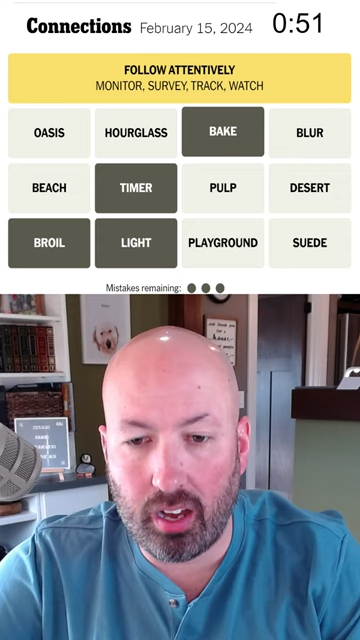 Connections February 15, 2024 0:51
FOLLOW ATTENTIVELY
MONITOR, SURVEY, TRACK, WATCH
OASIS HOURGLASS BAKE BLUR
BEACH TIMER PULP DESERT
BROIL LIGHT PLAYGROUND SUEDE
Mistakes remaining: